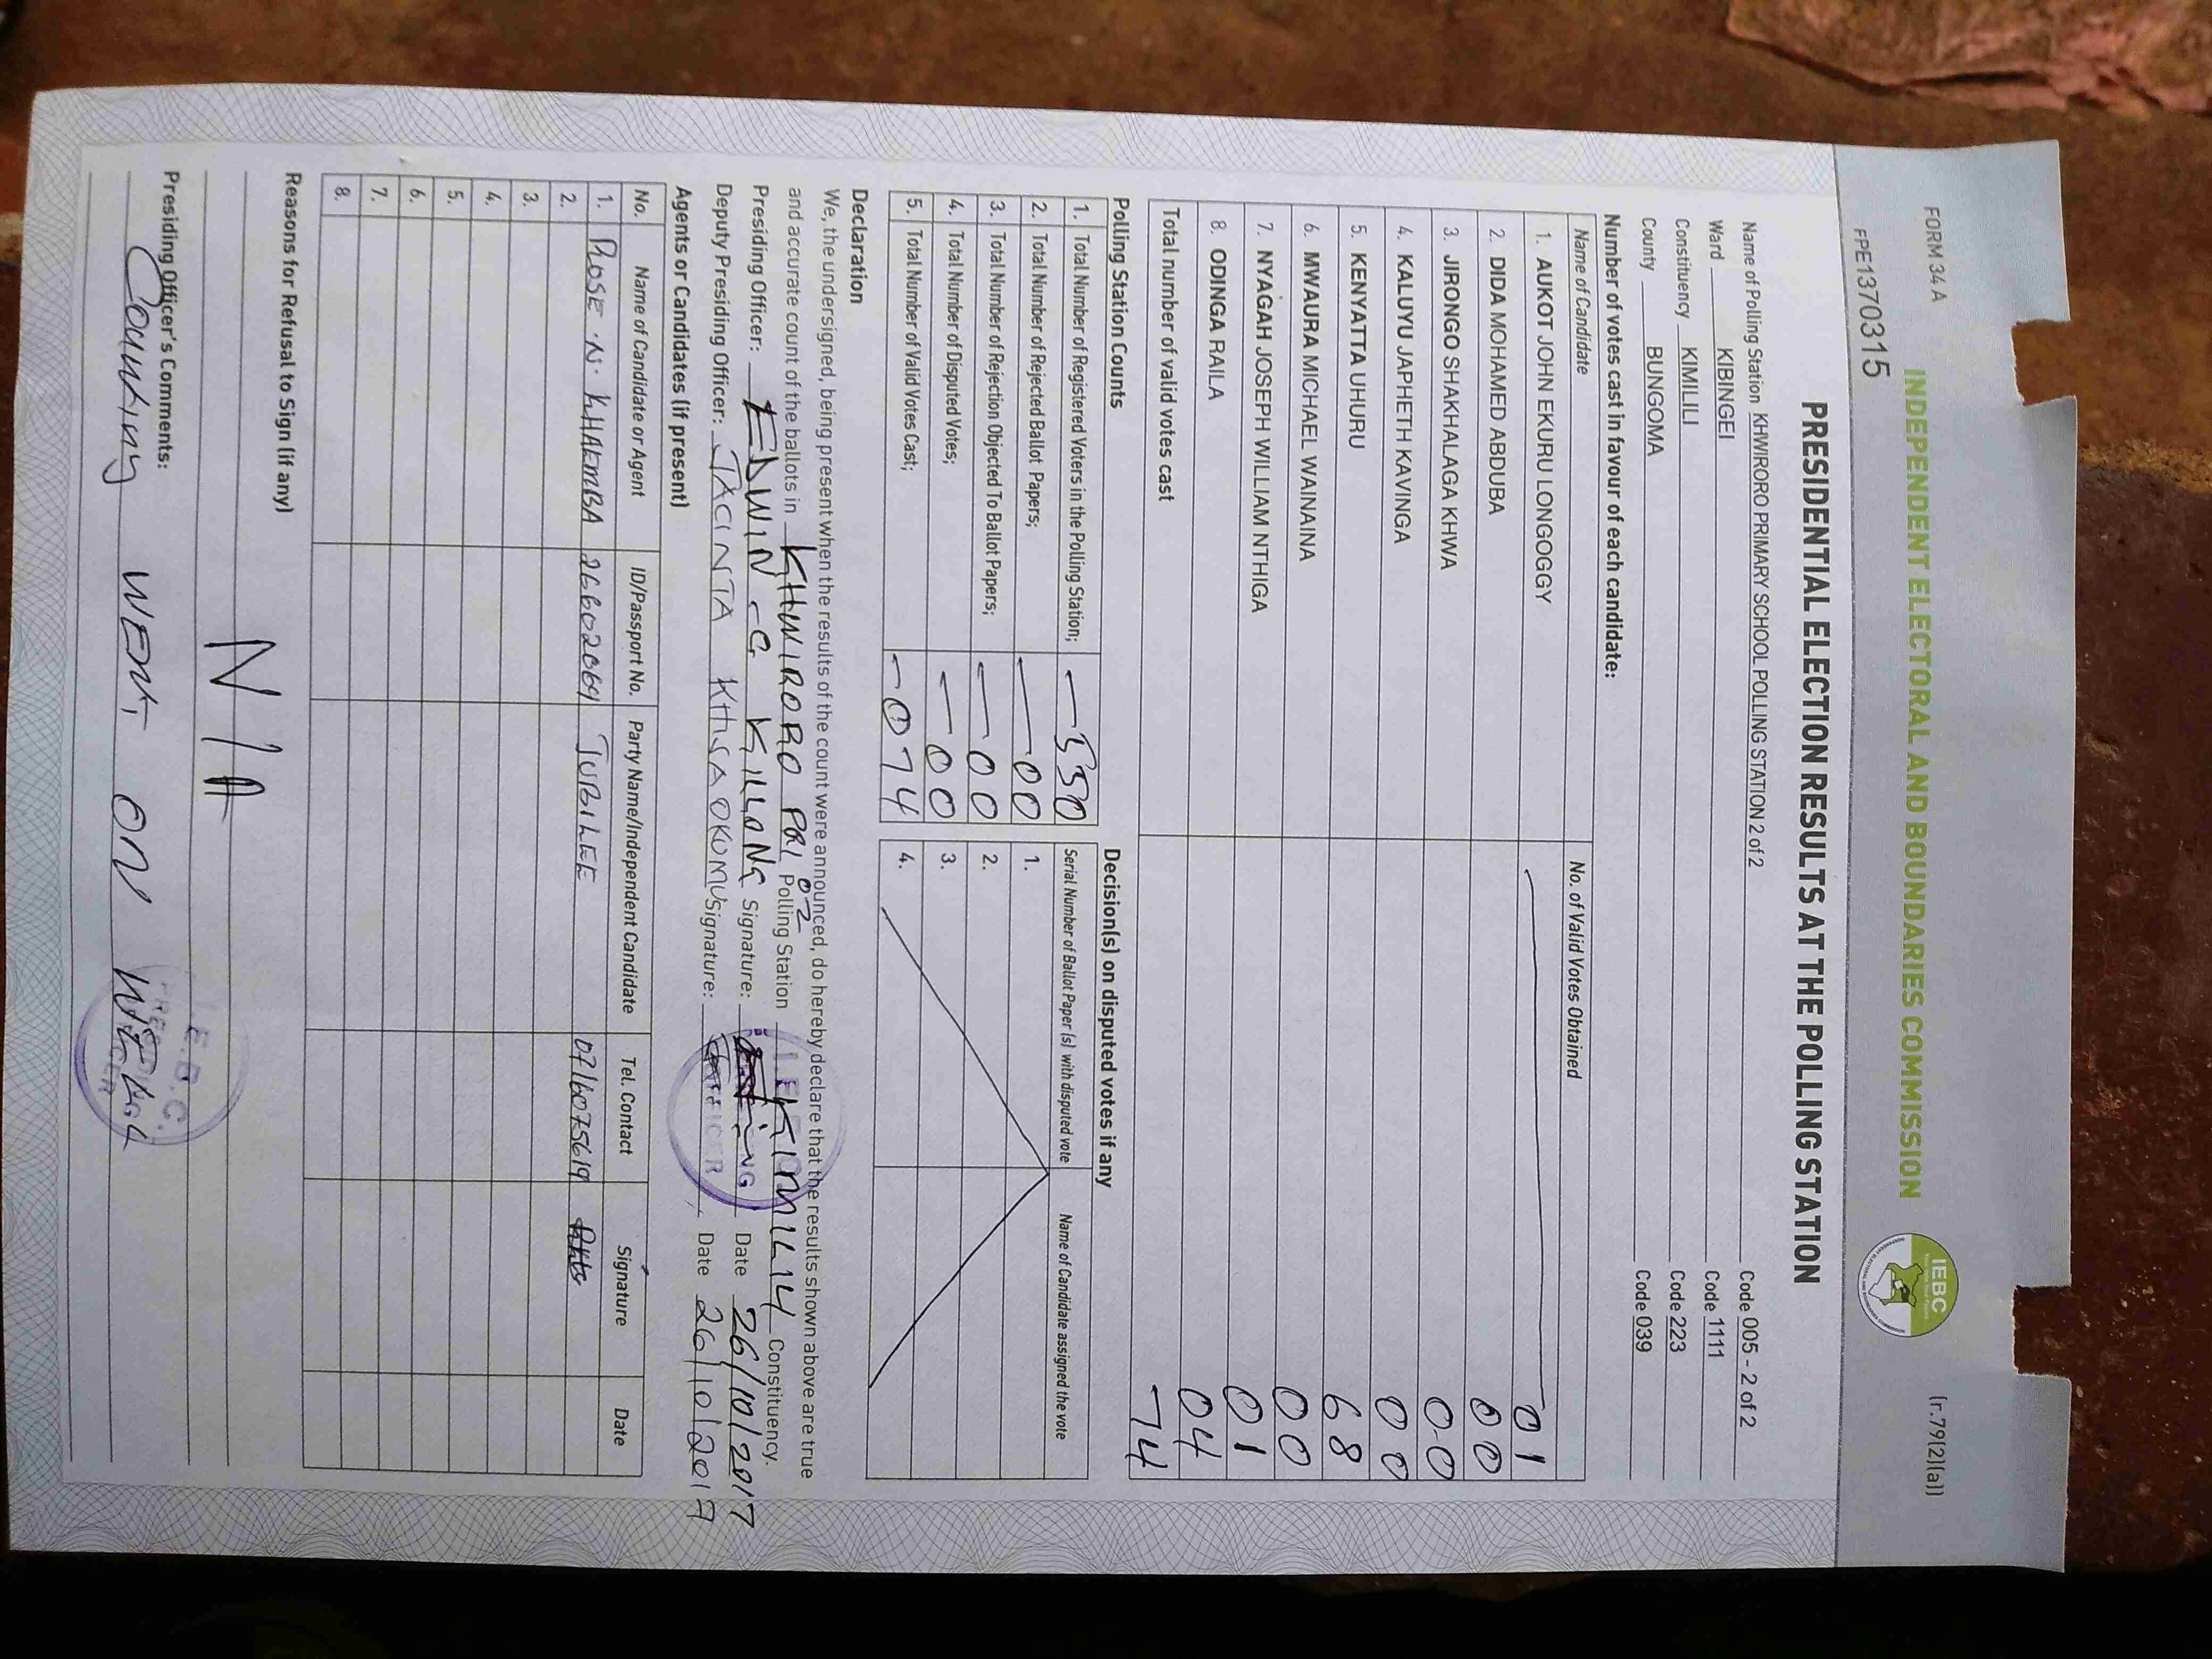 FORM 34 A
INDEPENDENT ELECTORAL AND BOUNDARIES COMMISSION
IEBC
(r.79(2)(a))
FPE1370315
PRESIDENTIAL ELECTION RESULTS AT THE POLLING STATION
Name of Polling Station KHWIRORO PRIMARY SCHOOL POLLING STATION 2 of 2 Code 005 - 2 of 2
Ward KIBINGEI Code 1111
Constituency KIMILILI Code 223
County BUNGOMA Code 039
Number of votes cast in favour of each candidate:
Name of Candidate No. of Valid Votes Obtained
1. AUKOT JOHN EKURU LONGOGGY 01
2. DIDA MOHAMED ABDUBA 00
3. JIRONGO SHAKHALAGA KHWA 00
4. KALUYU JAPHETH KAVINGA 00
5. KENYATTA UHURU 68
6. MWAURA MICHAEL WAINAINA 00
7. NYAGAH JOSEPH WILLIAM NTHIGA 01
8. ODINGA RAILA 04
Total number of valid votes cast 74
Polling Station Counts
1. Total Number of Registered Voters in the Polling Station; 550
2. Total Number of Rejected Ballot Papers; 00
3. Total Number of Rejection Objected To Ballot Papers; 00
4. Total Number of Disputed Votes; 00
5. Total Number of Valid Votes Cast; 074
Decision(s) on disputed votes if any
Serial Number of Ballot Paper (s) with disputed vote Name of Candidate assigned the vote
1.
2.
3.
4.
Declaration
We, the undersigned, being present when the results of the count were announced, do hereby declare that the results shown above are true
and accurate count of the ballots in KHWIRORO PRI 02 Polling Station KIMILILI Constituency.
Presiding Officer: EDWIN .C. KILLONG Signature: Date 26/10/2017
Deputy Presiding Officer: JACINTA Signature: Date 26/10/2017
Agents or Candidates (if present)
No. Name of Candidate or Agent ID/Passport No. Party Name/Independent Candidate Tel. Contact Signature Date
1. ROSE .N. KHAEMBA 26602069 JUBILEE 0716075619
2.
3.
4.
5.
6.
7.
8.
Reasons for Refusal to Sign (if any)
N/A
Presiding Officer's Comments:
Counting WENT ON WELL